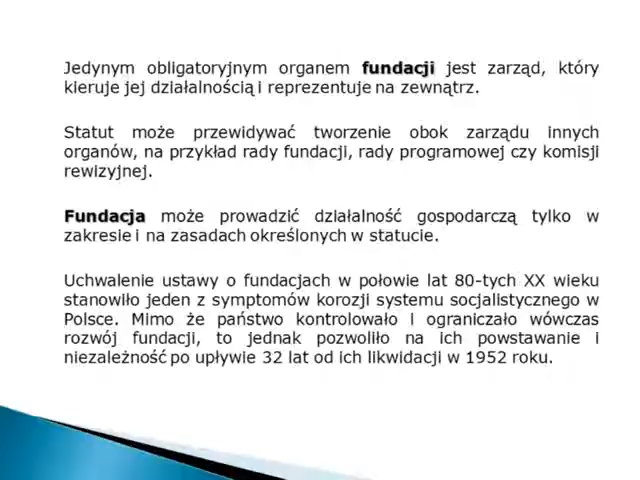 Jedynym obligatoryjnym organem fundacji jest zarząd, który
kieruje jej działalnością i reprezentuje na zewnątrz.
Statut może przewidywać tworzenie obok zarządu innych
organów, na przykład rady fundacji, rady programowej czy komisji
rewizyjnej.
Fundacja może prowadzić działalność gospodarczą tylko w
zakresie i na zasadach określonych w statucie.
Uchwalenie ustawy o fundacjach w połowie lat 80-tych XX wieku
stanowiło jeden z symptomów korozji systemu socjalistycznego w
Polsce. Mimo że państwo kontrolowało i ograniczało wówczas
rozwój fundacji, to jednak pozwoliło na ich powstawanie i
niezależność po upływie 32 lat od ich likwidacji w 1952 roku.